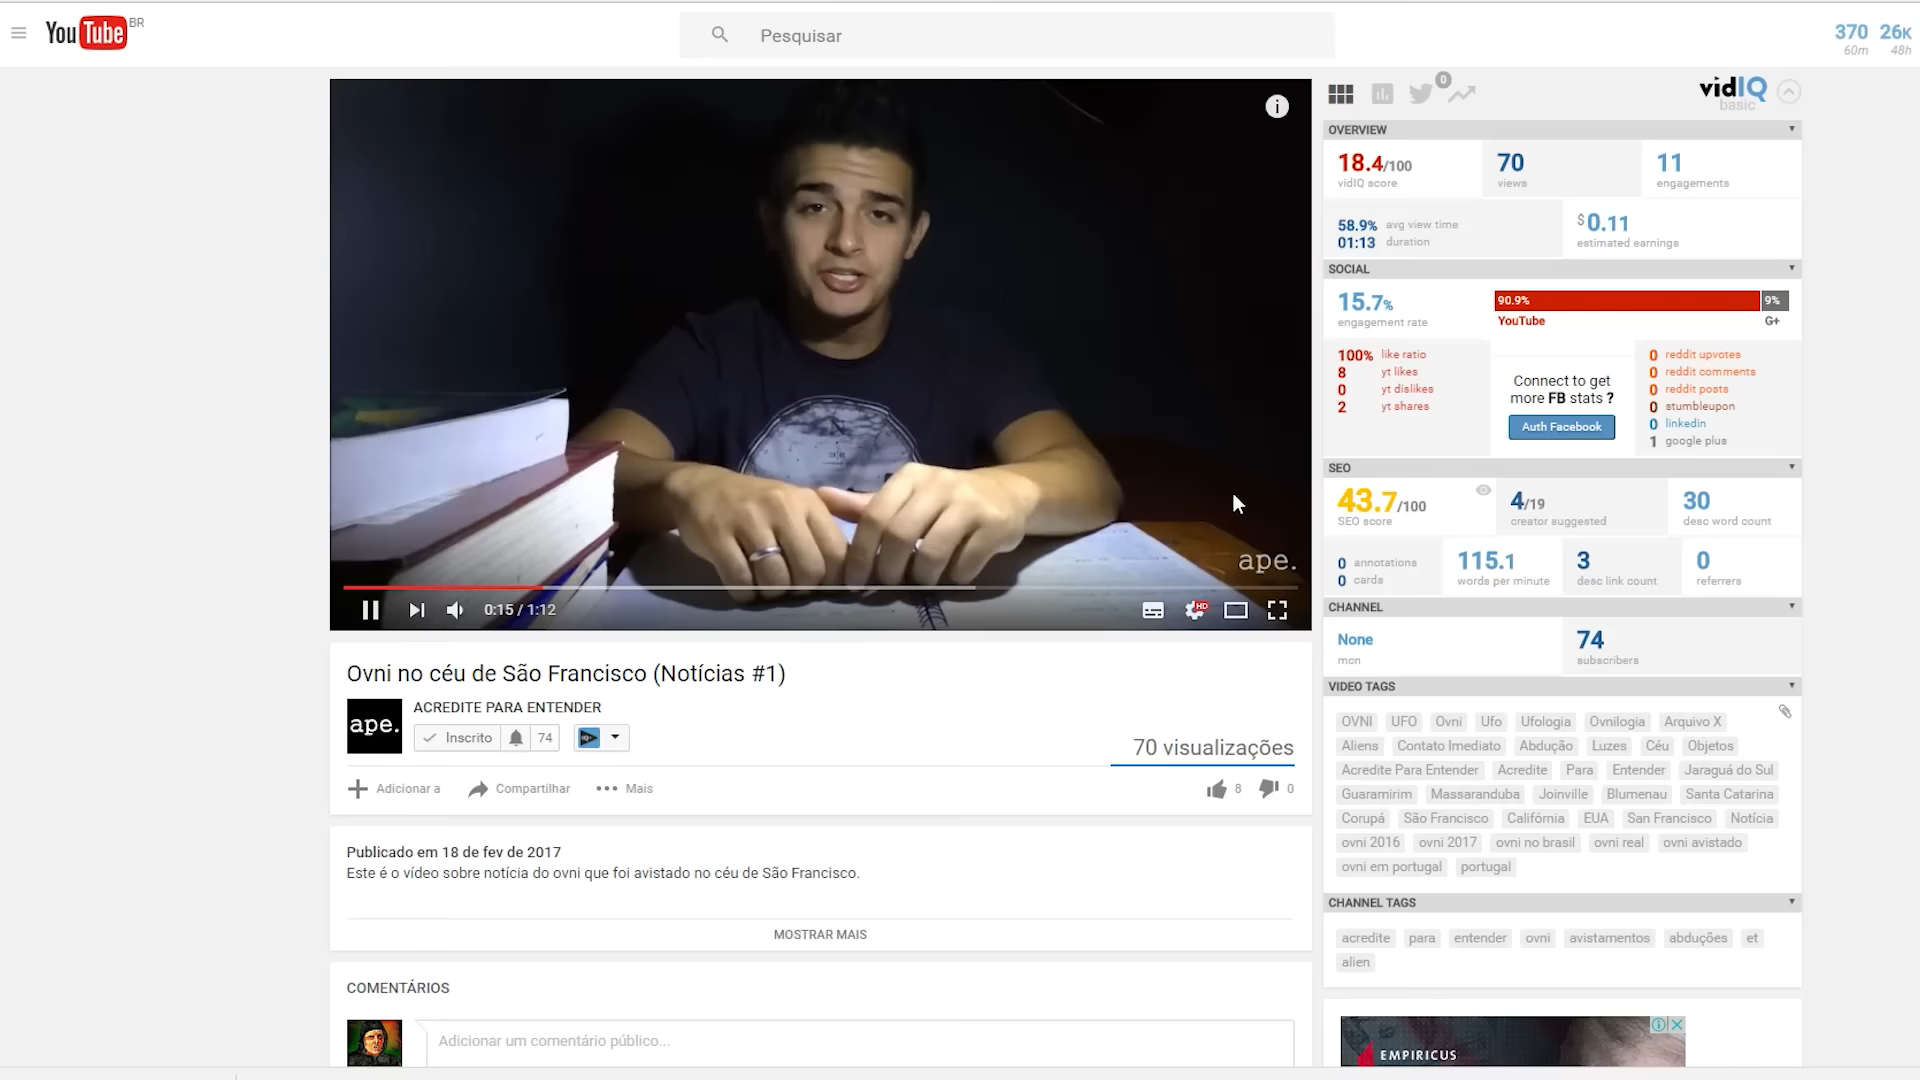 YouTube BR
Pesquisar
370 26K
60m 48h
ape.
0:15 / 1:12
HD
Ovni no céu de São Francisco (Notícias #1)
ape.
ACREDITE PARA ENTENDER
Inscrito 74
70 visualizações
Adicionar a Compartilhar Mais
8 0
Publicado em 18 de fev de 2017
Este é o vídeo sobre notícia do ovni que foi avistado no céu de São Francisco.
MOSTRAR MAIS
COMENTÁRIOS
Adicionar um comentário público...
0
vidIQ
basic
OVERVIEW
18.4/100 70 11
vidIQ score views engagements
58.9% avg view time
01:13 duration
$0.11
estimated earnings
SOCIAL
15.7%
engagement rate
90.9% 9%
YouTube G+
100% like ratio
8 yt likes
0 yt dislikes
2 yt shares
Connect to get
more FB stats ?
Auth Facebook
0 reddit upvotes
0 reddit comments
0 reddit posts
0 stumbleupon
0 linkedin
1 google plus
SEO
43.7/100 4/19 30
SEO score creator suggested desc word count
0 annotations
0 cards
115.1 3 0
words per minute desc link count referrers
CHANNEL
None 74
mcn subscribers
VIDEO TAGS
OVNI UFO Ovni Ufo Ufologia Ovnilogia Arquivo X
Aliens Contato Imediato Abdução Luzes Céu Objetos
Acredite Para Entender Acredite Para Entender Jaraguá do Sul
Guaramirim Massaranduba Joinville Blumenau Santa Catarina
Corupá São Francisco Califórnia EUA San Francisco Notícia
ovni 2016 ovni 2017 ovni no brasil ovni real ovni avistado
ovni em portugal portugal
CHANNEL TAGS
acredite para entender ovni avistamentos abduções et
alien
EMPIRICUS